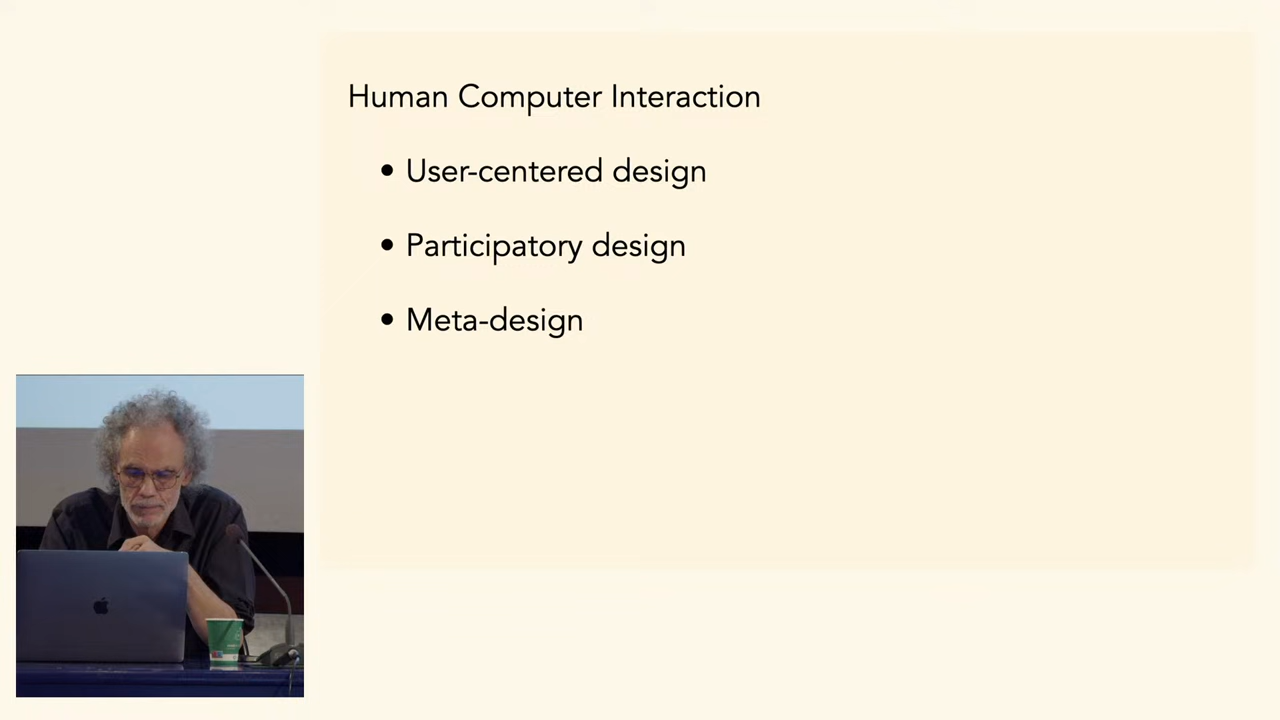 Human Computer Interaction
• User-centered design
• Participatory design
• Meta-design